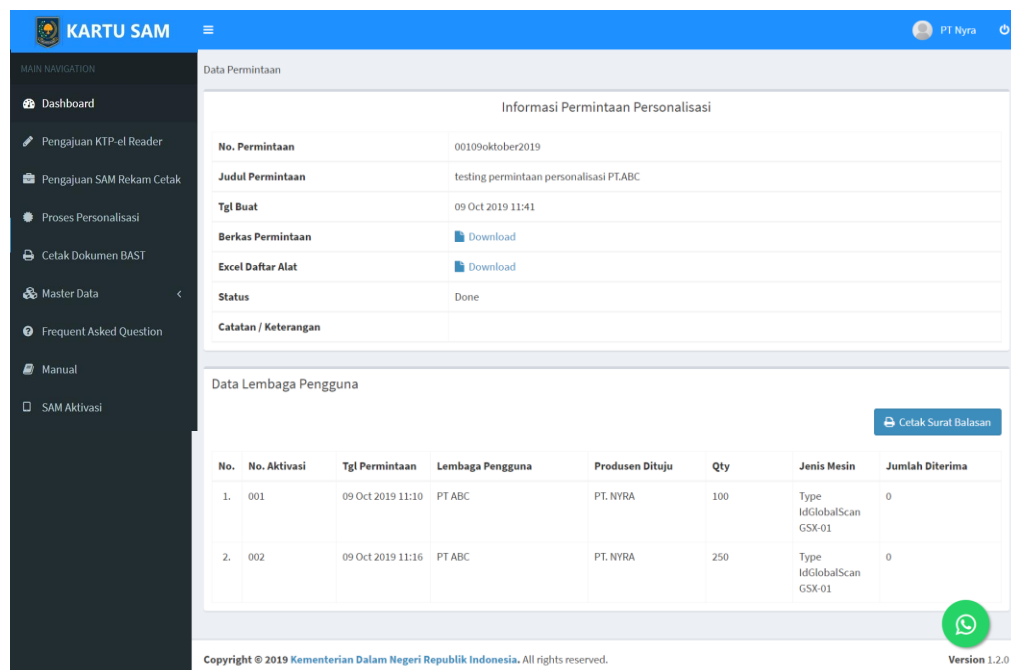 KARTU SAM
PT Nyra
MAIN NAVIGATION
Dashboard
Pengajuan KTP-el Reader
Pengajuan SAM Rekam Cetak
Proses Personalisasi
Cetak Dokumen BAST
Master Data
Frequent Asked Question
Manual
SAM Aktivasi
Data Permintaan
Informasi Permintaan Personalisasi
No. Permintaan 00109oktober2019
Judul Permintaan testing permintaan personalisasi PT.ABC
Tgl Buat 09 Oct 2019 11:41
Berkas Permintaan Download
Excel Daftar Alat Download
Status Done
Catatan / Keterangan
Data Lembaga Pengguna
Cetak Surat Balasan
No. No. Aktivasi Tgl Permintaan Lembaga Pengguna Produsen Dituju Qty Jenis Mesin Jumlah Diterima
1. 001 09 Oct 2019 11:10 PT ABC PT. NYRA 100 Type 0
IdGlobalScan
GSX-01
2. 002 09 Oct 2019 11:16 PT ABC PT. NYRA 250 Type 0
IdGlobalScan
GSX-01
Copyright © 2019 Kementerian Dalam Negeri Republik Indonesia. All rights reserved. Version 1.2.0